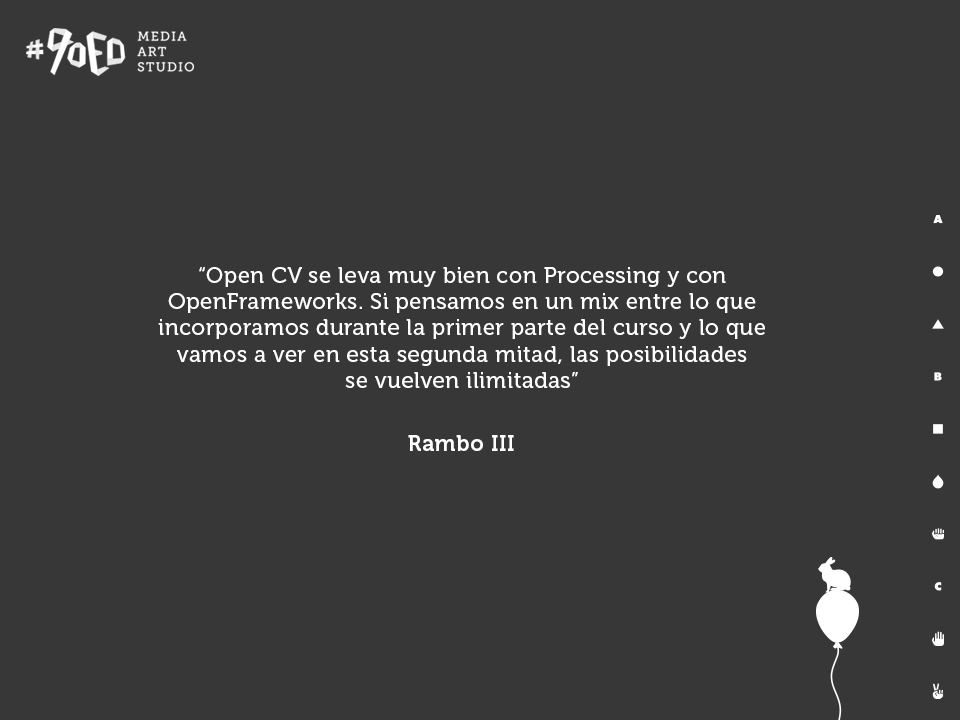 #9OED
MEDIA
ART
STUDIO
“Open CV se leva muy bien con Processing y con
OpenFrameworks. Si pensamos en un mix entre lo que
incorporamos durante la primer parte del curso y lo que
vamos a ver en esta segunda mitad, las posibilidades
se vuelven ilimitadas”
Rambo III
A
B
C